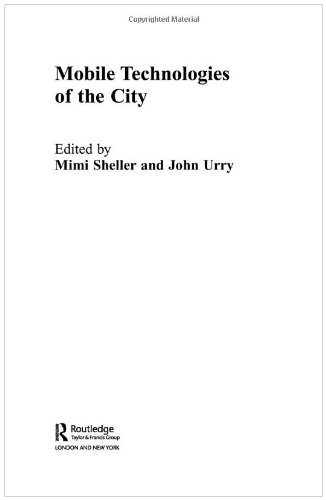 Copyrighted Material
Mobile Technologies
of the City
Edited by
Mimi Sheller and John Urry
Routledge
Taylor & Francis Group
LONDON AND NEW YORK